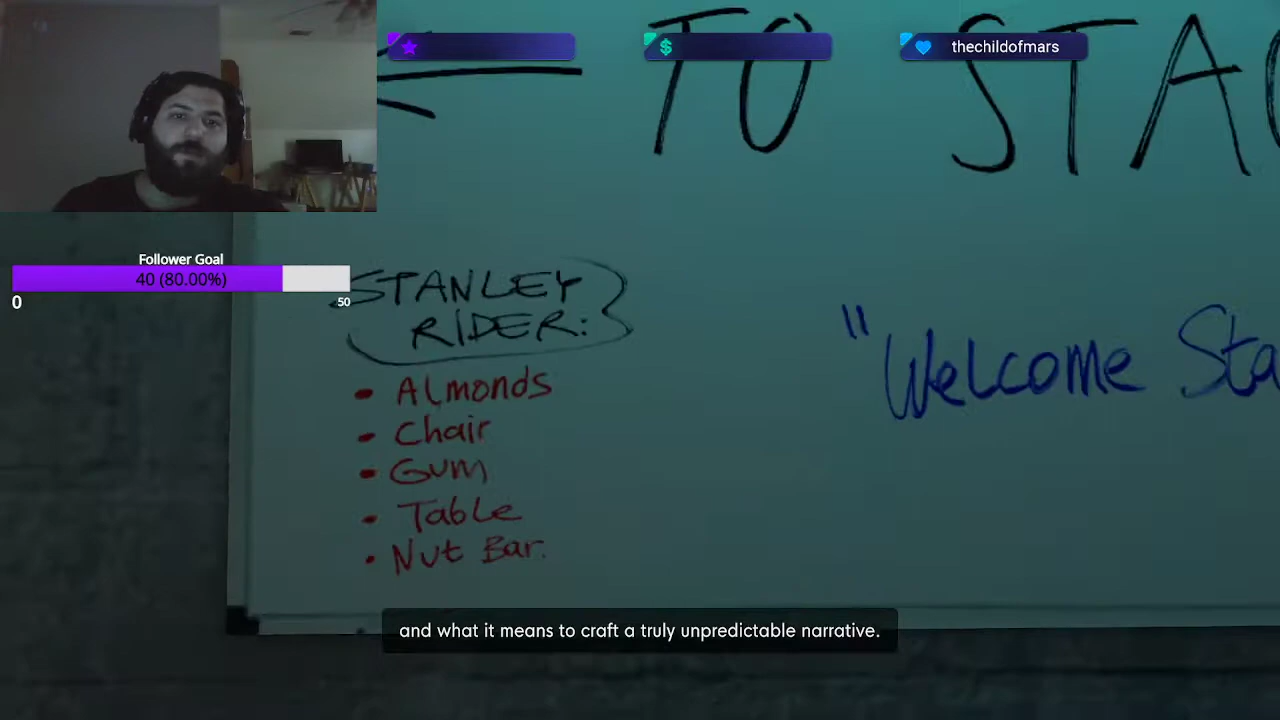 thechildofmars
TO STA
Follower Goal
40 (80.00%)
0
50
STANLEY
RIDER:
• Almonds
• Chair
• Gum
• Table
• Nut Bar.
"Welcome Sta
and what it means to craft a truly unpredictable narrative.